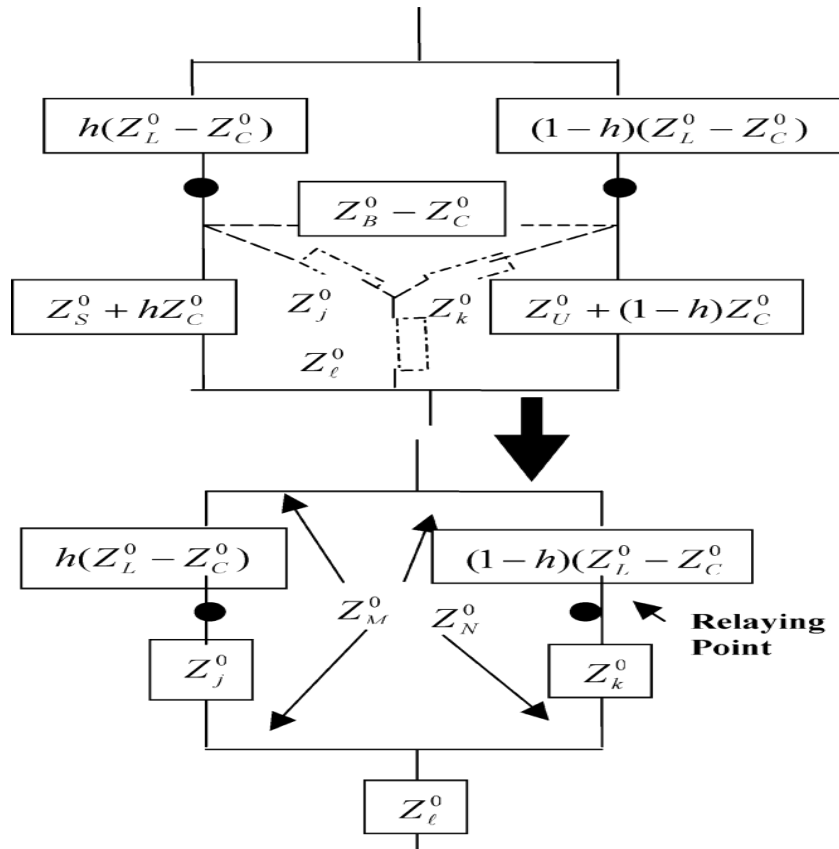 h(Z_L^0 − Z_C^0)
(1 − h)(Z_L^0 − Z_C^0)
Z_B^0 − Z_C^0
Z_S^0 + hZ_C^0
Z_j^0
Z_k^0
Z_U^0 + (1 − h)Z_C^0
Z_ℓ^0
h(Z_L^0 − Z_C^0)
(1 − h)(Z_L^0 − Z_C^0
Z_M^0
Z_N^0
Relaying
Point
Z_j^0
Z_k^0
Z_ℓ^0